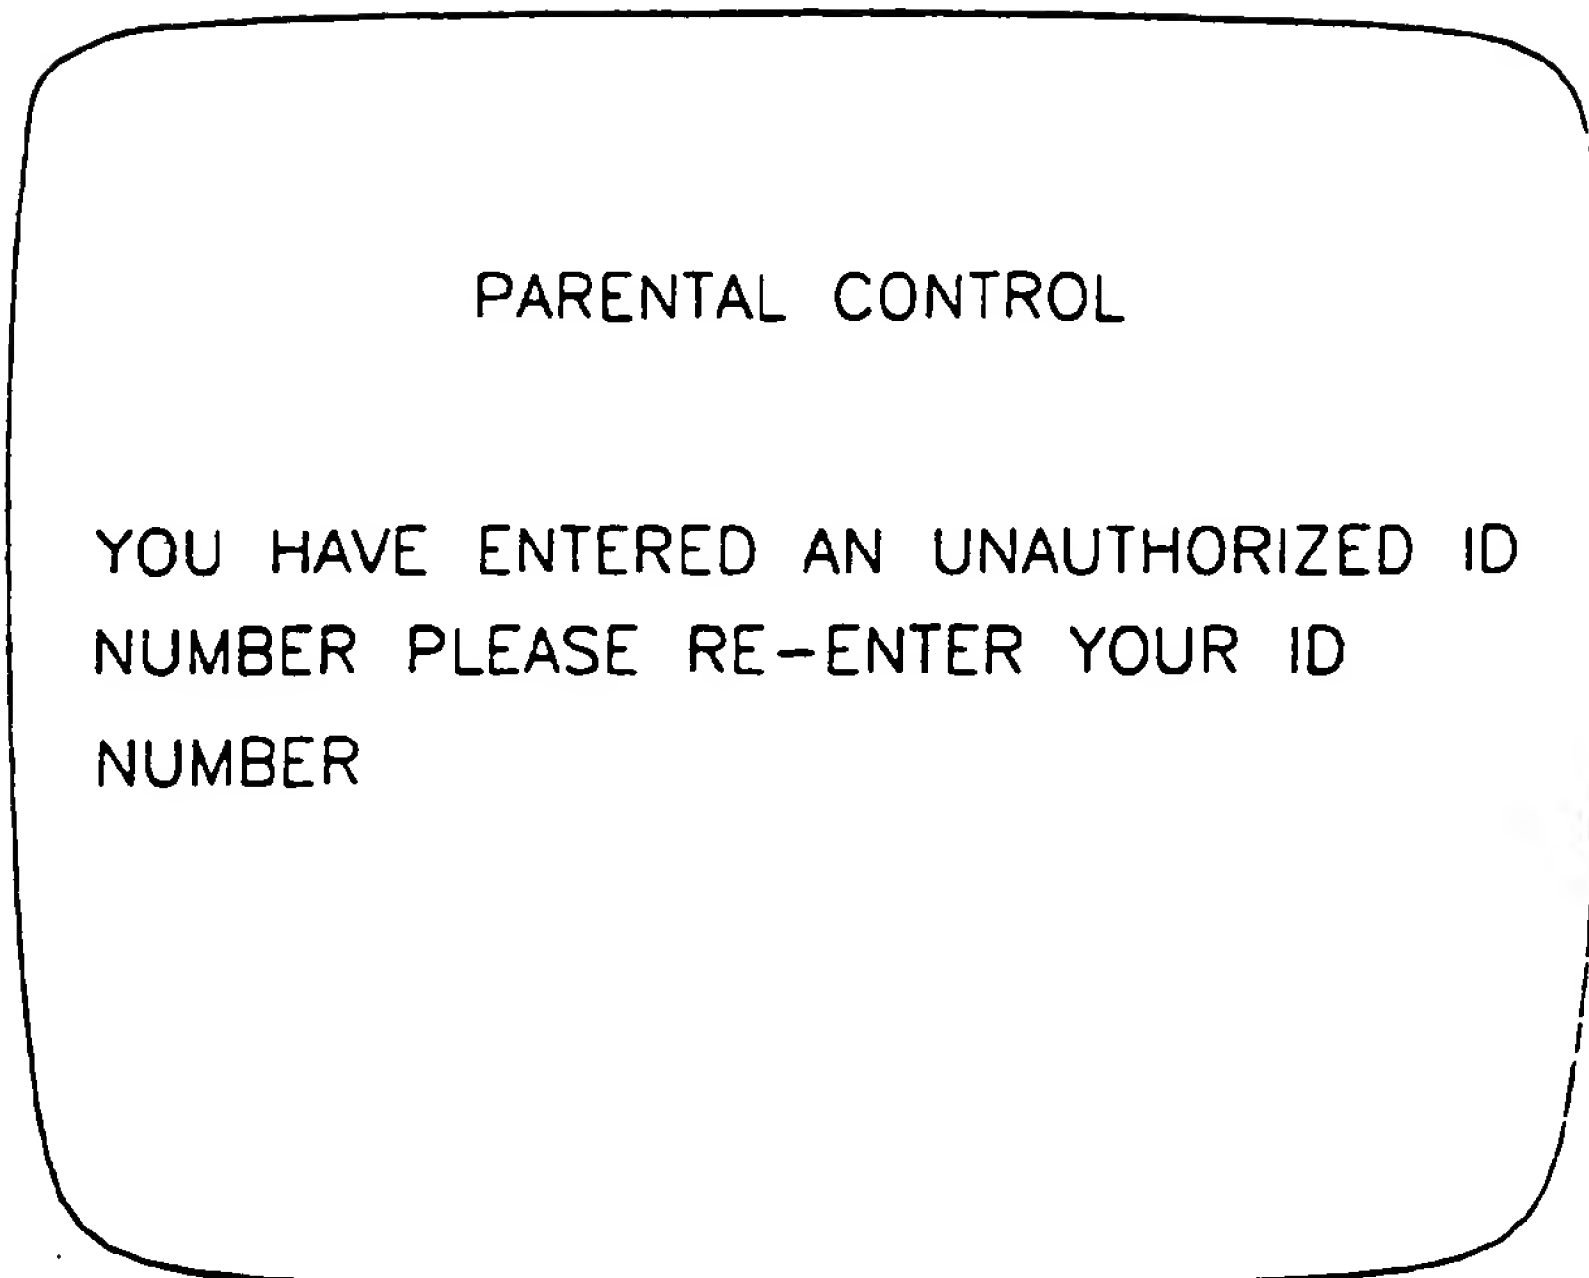 PARENTAL CONTROL
YOU HAVE ENTERED AN UNAUTHORIZED ID
NUMBER PLEASE RE-ENTER YOUR ID
NUMBER